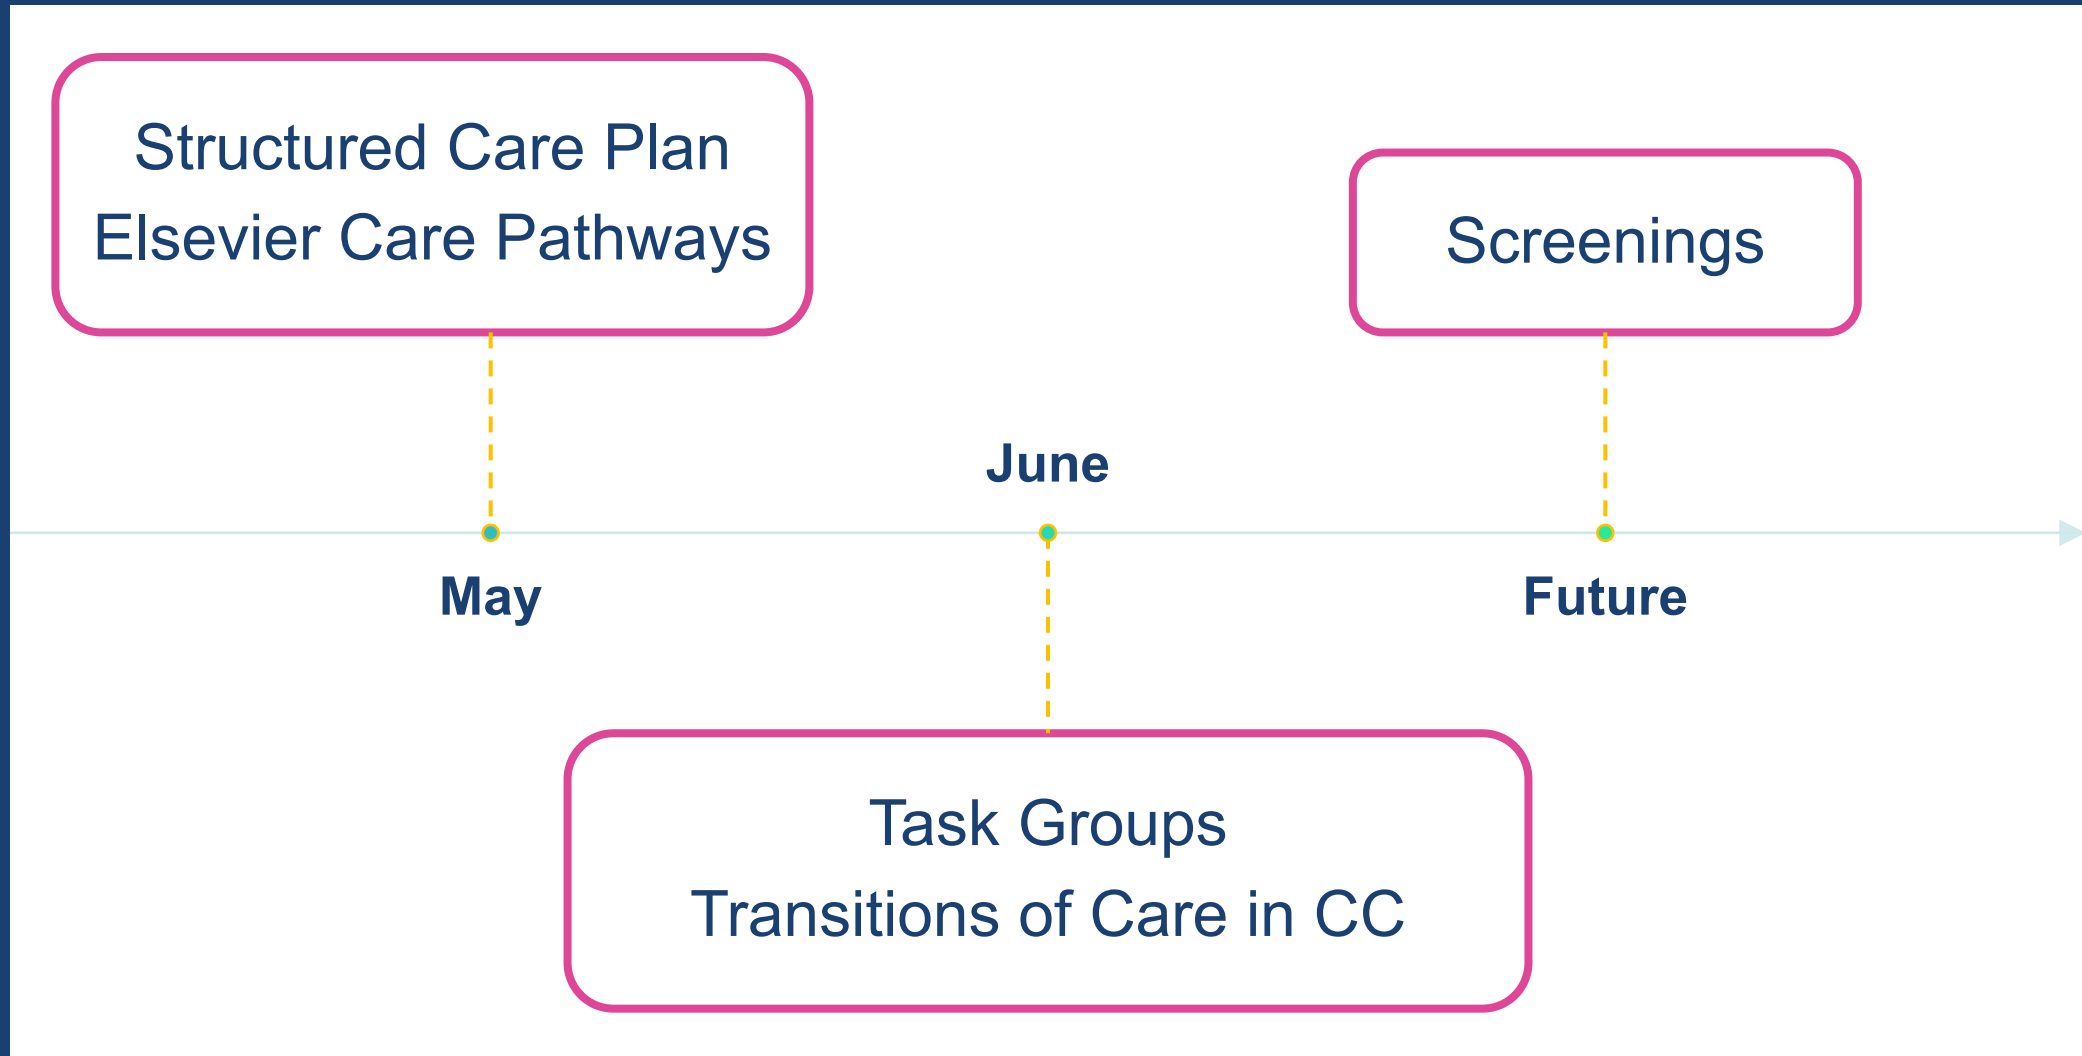 Structured Care Plan
Elsevier Care Pathways
Screenings
June
May
Future
Task Groups
Transitions of Care in CC